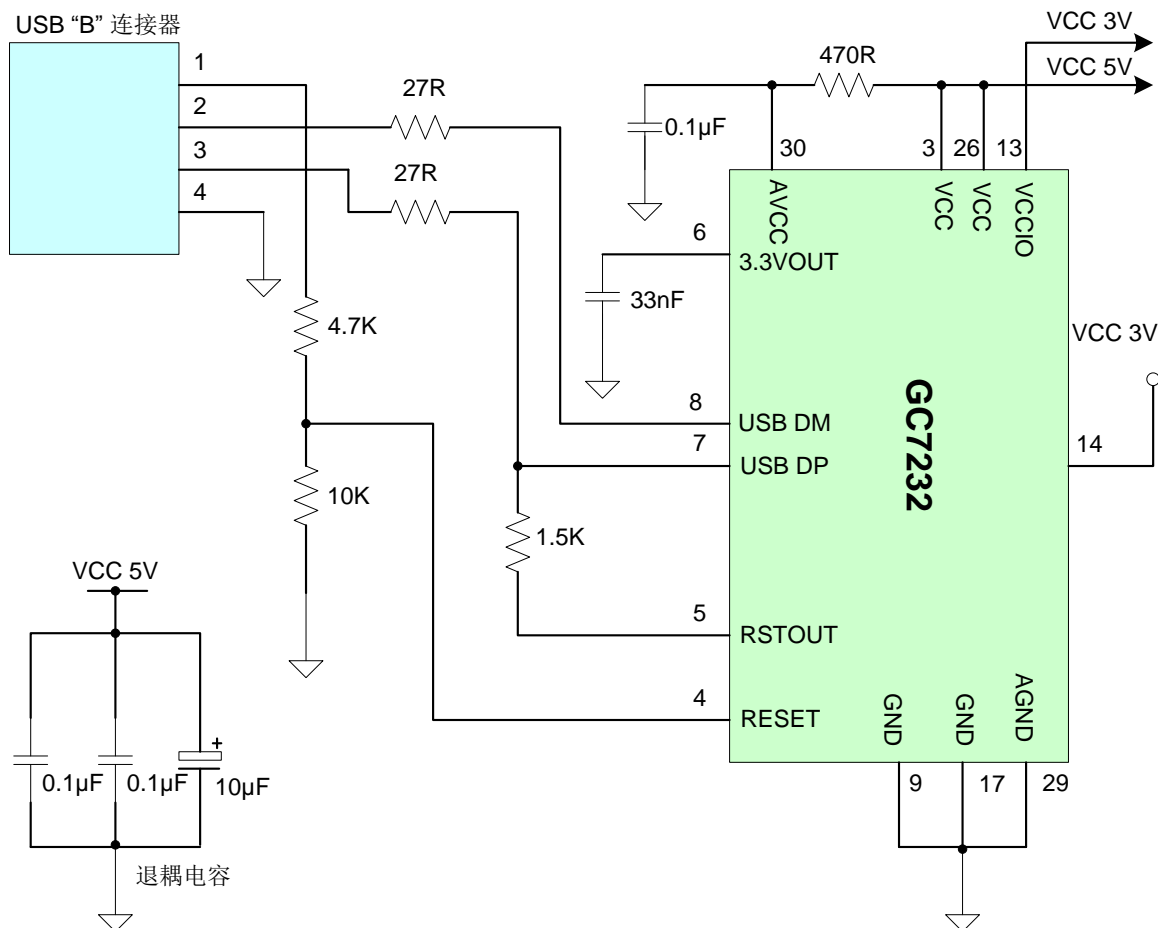 USB “B” 连接器
1
2
3
4
27R
27R
4.7K
10K
1.5K
VCC 5V
0.1µF
0.1µF
+
10µF
退耦电容
VCC 3V
VCC 5V
470R
0.1µF
30
3
26
13
AVCC
VCC
VCC
VCCIO
6
3.3VOUT
33nF
VCC 3V
8
USB DM
7
USB DP
GC7232
14
5
RSTOUT
4
RESET
GND
GND
AGND
9
17
29